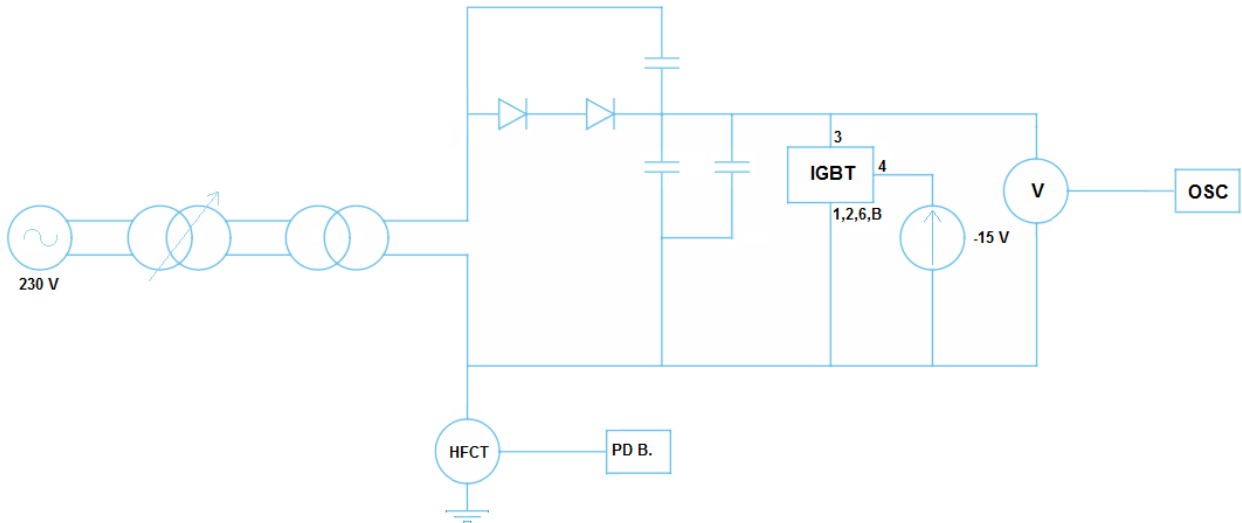 3
IGBT
4
1,2,6,B
V
OSC
-15 V
230 V
HFCT
PD B.